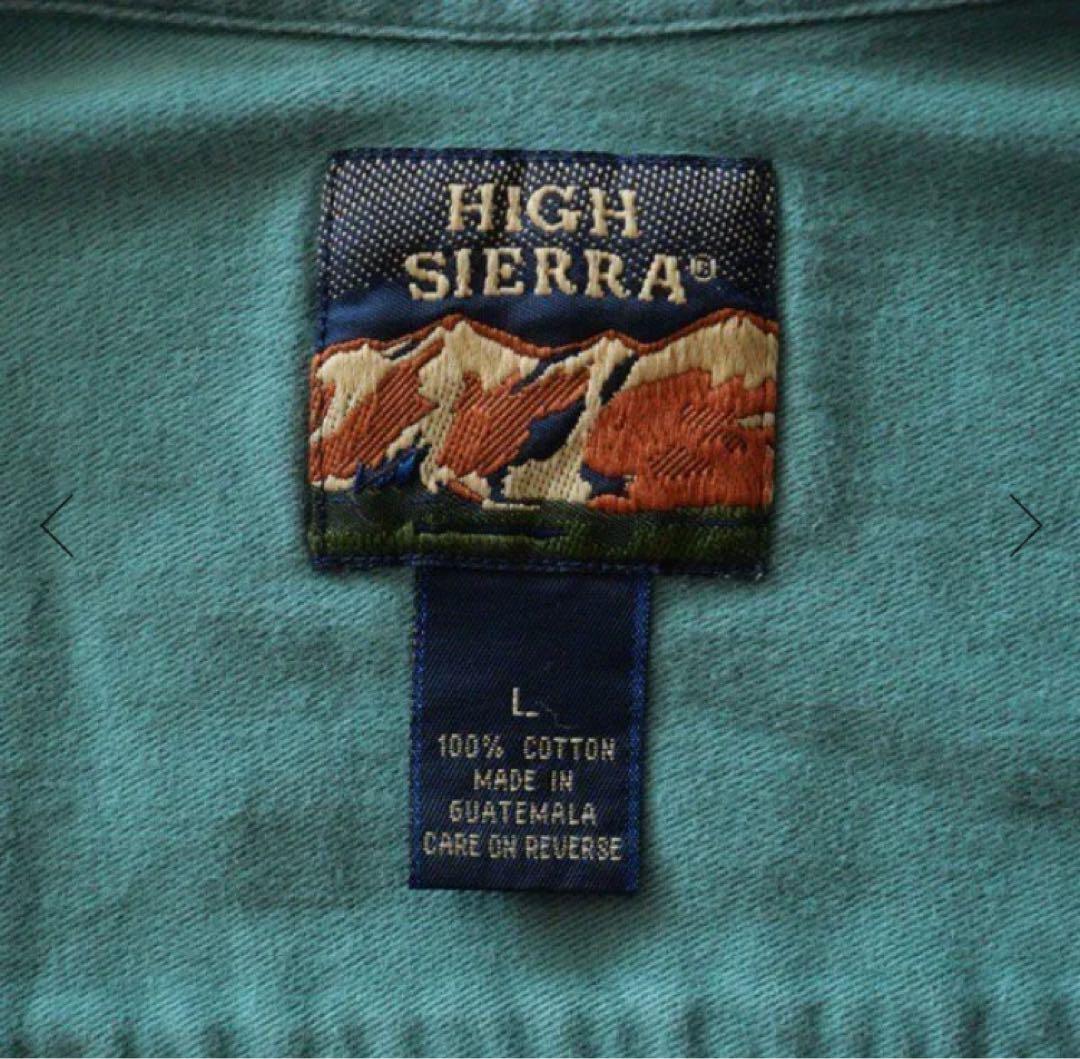 HIGH
SIERRA®
L
100% COTTON
MADE IN
GUATEMALA
CARE ON REVERSE